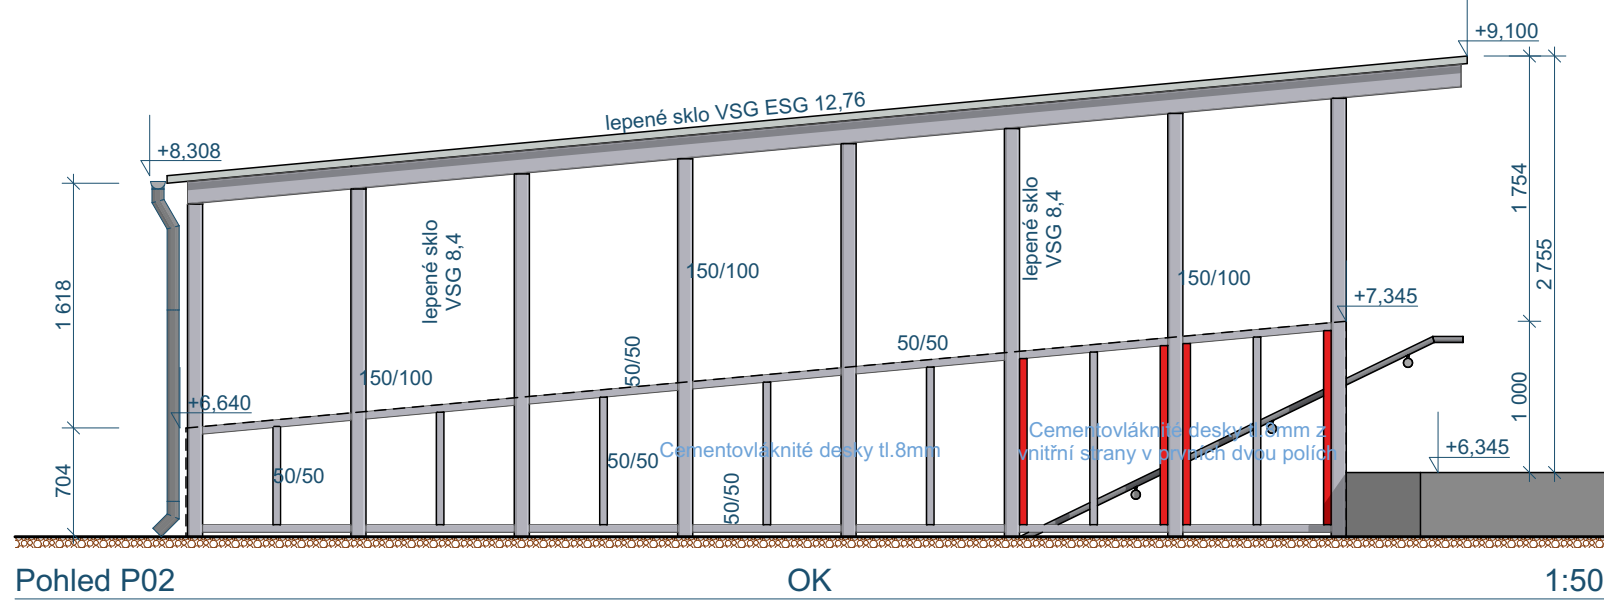 +9,100
lepené sklo VSG ESG 12,76
+8,308
1 754
lepené sklo
VSG 8,4
lepené sklo
VSG 8,4
2 755
150/100
150/100
1 618
+7,345
50/50
50/50
150/100
1 000
+6,640
Cementovláknité desky tl.8mm z
vnitřní strany v prvních dvou polích
Cementovláknité desky tl.8mm
+6,345
50/50
50/50
704
50/50
Pohled P02
OK
1:50